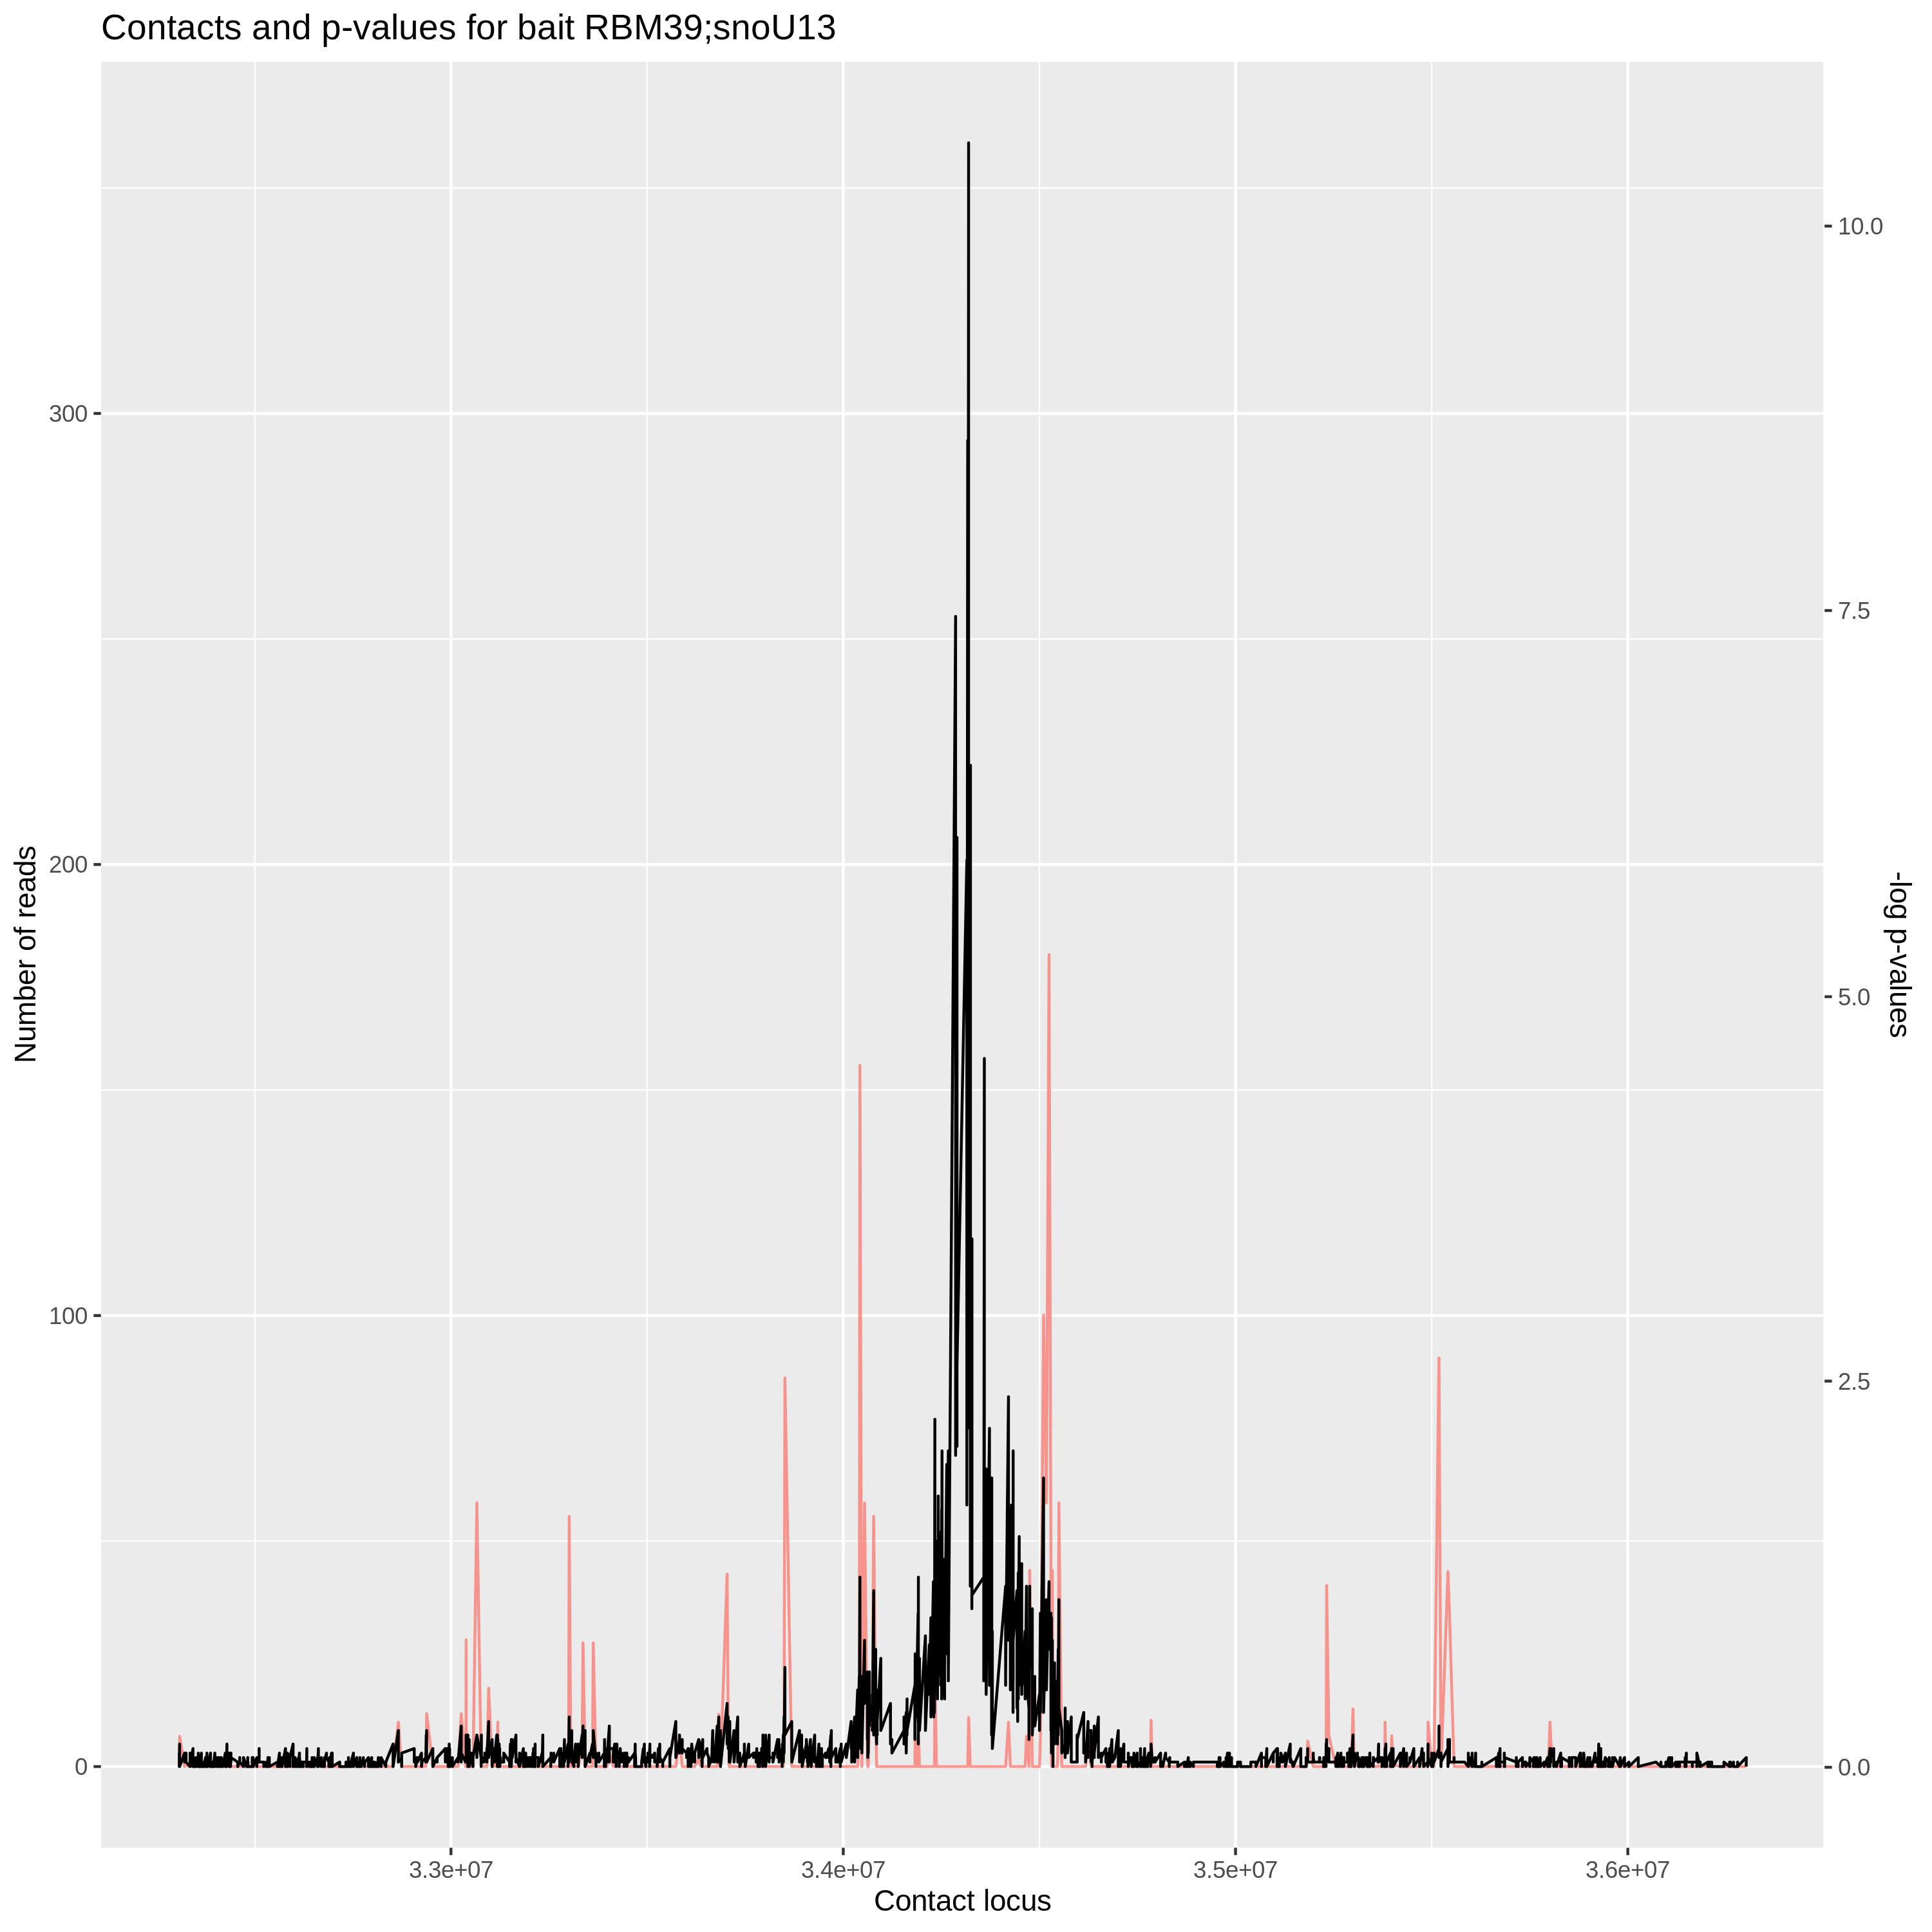 Contacts and p-values for bait RBM39;snoU13
Number of reads
300
200
100
0
10.0
7.5
5.0
2.5
0.0
-log p-values
3.3e+07
3.4e+07
3.5e+07
3.6e+07
Contact locus